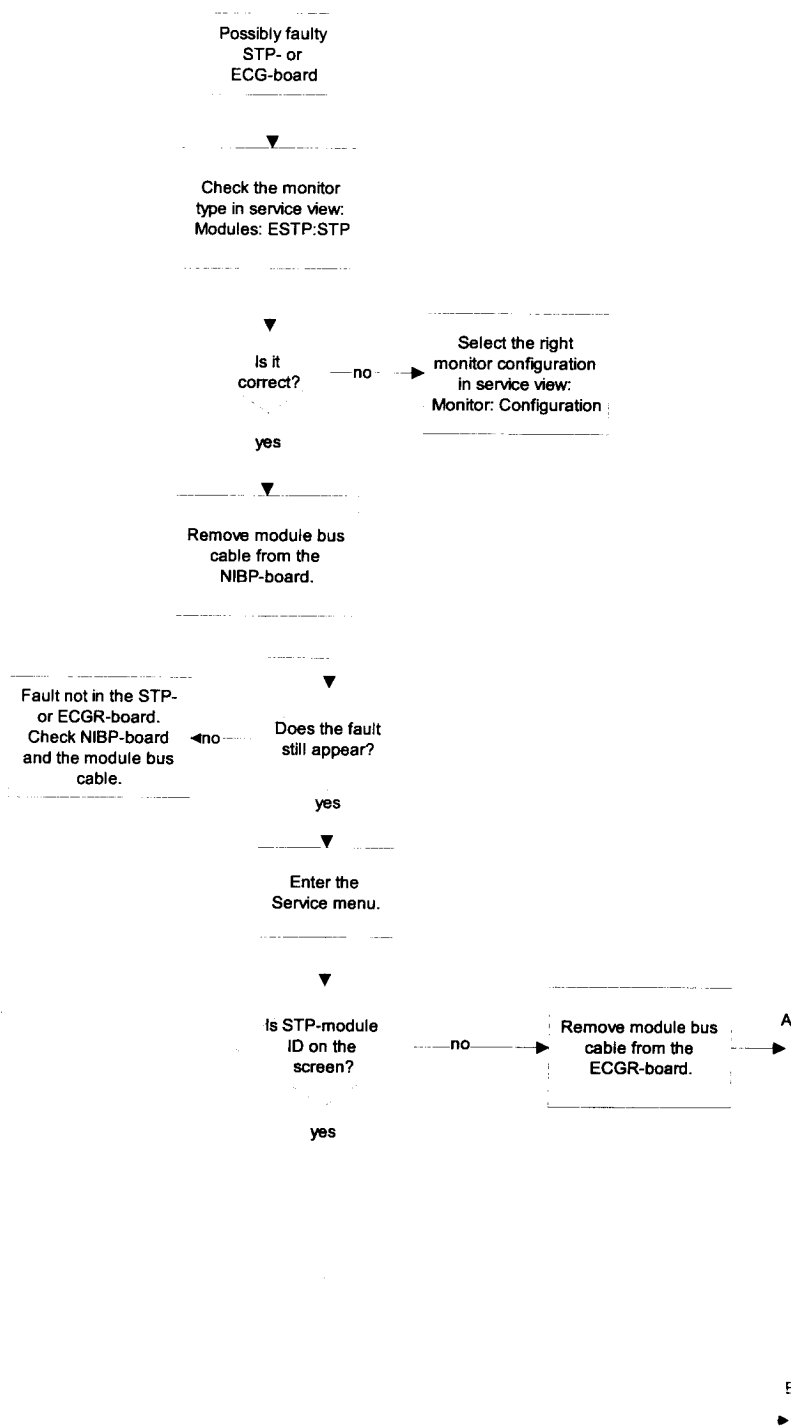 Possibly faulty
STP- or
ECG-board
Check the monitor
type in service view:
Modules: ESTP:STP
Is it
correct?
no
Select the right
monitor configuration
in service view:
Monitor: Configuration
yes
Remove module bus
cable from the
NIBP-board.
Fault not in the STP-
or ECGR-board.
Check NIBP-board
and the module bus
cable.
no
Does the fault
still appear?
yes
Enter the
Service menu.
Is STP-module
ID on the
screen?
no
Remove module bus
cable from the
ECGR-board.
A
yes